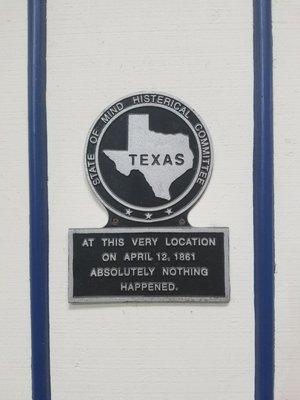 STATE OF MIND HISTERICAL COMMITTEE
TEXAS
AT THIS VERY LOCATION
ON APRIL 12, 1861
ABSOLUTELY NOTHING
HAPPENED.